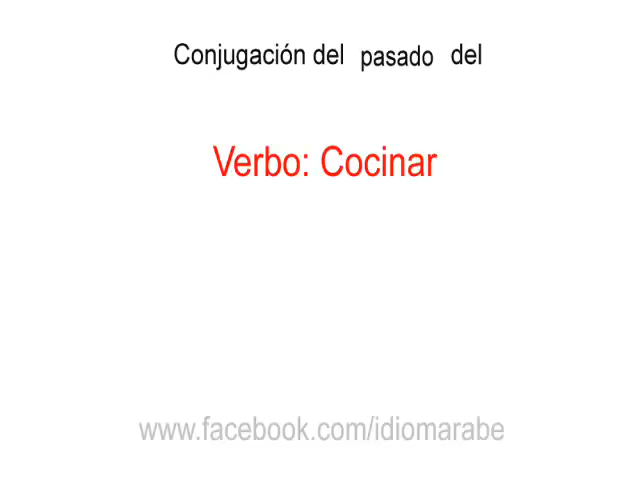 Conjugación del pasado del
Verbo: Cocinar
www.facebook.com/idiomarabe